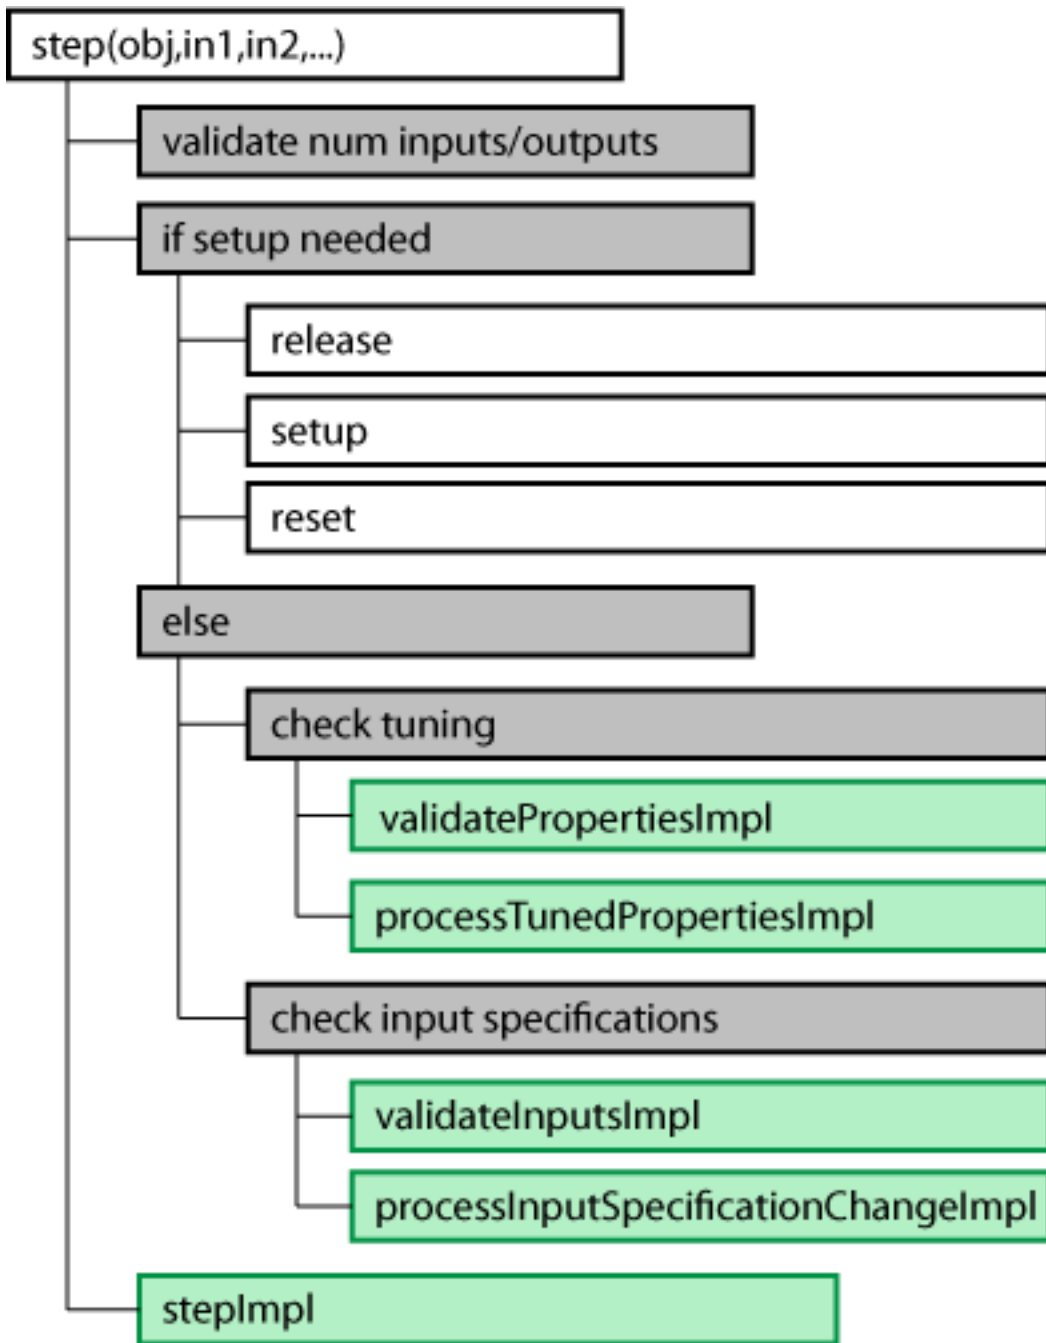 step(obj,in1,in2,...)
validate num inputs/outputs
if setup needed
release
setup
reset
else
check tuning
validatePropertiesImpl
processTunedPropertiesImpl
check input specifications
validateInputsImpl
processInputSpecificationChangeImpl
stepImpl